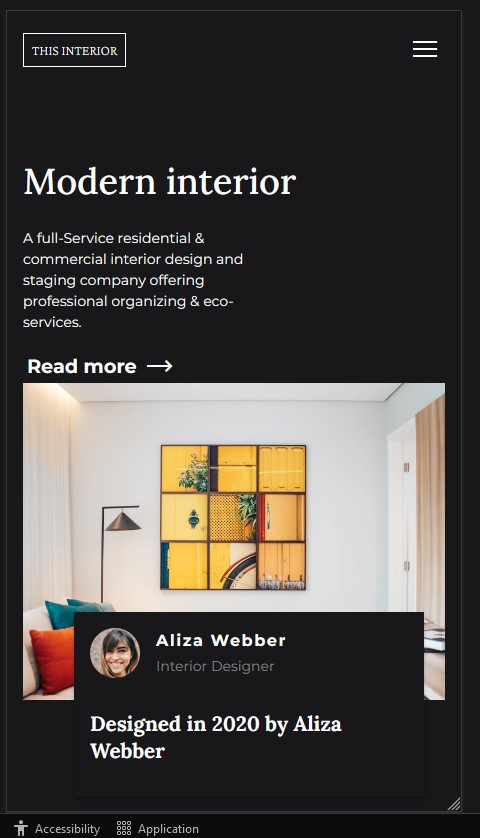 THIS INTERIOR
Modern interior
A full-Service residential &
commercial interior design and
staging company offering
professional organizing & eco-
services.
Read more
Aliza Webber
Interior Designer
Designed in 2020 by Aliza
Webber
Accessibility
Application